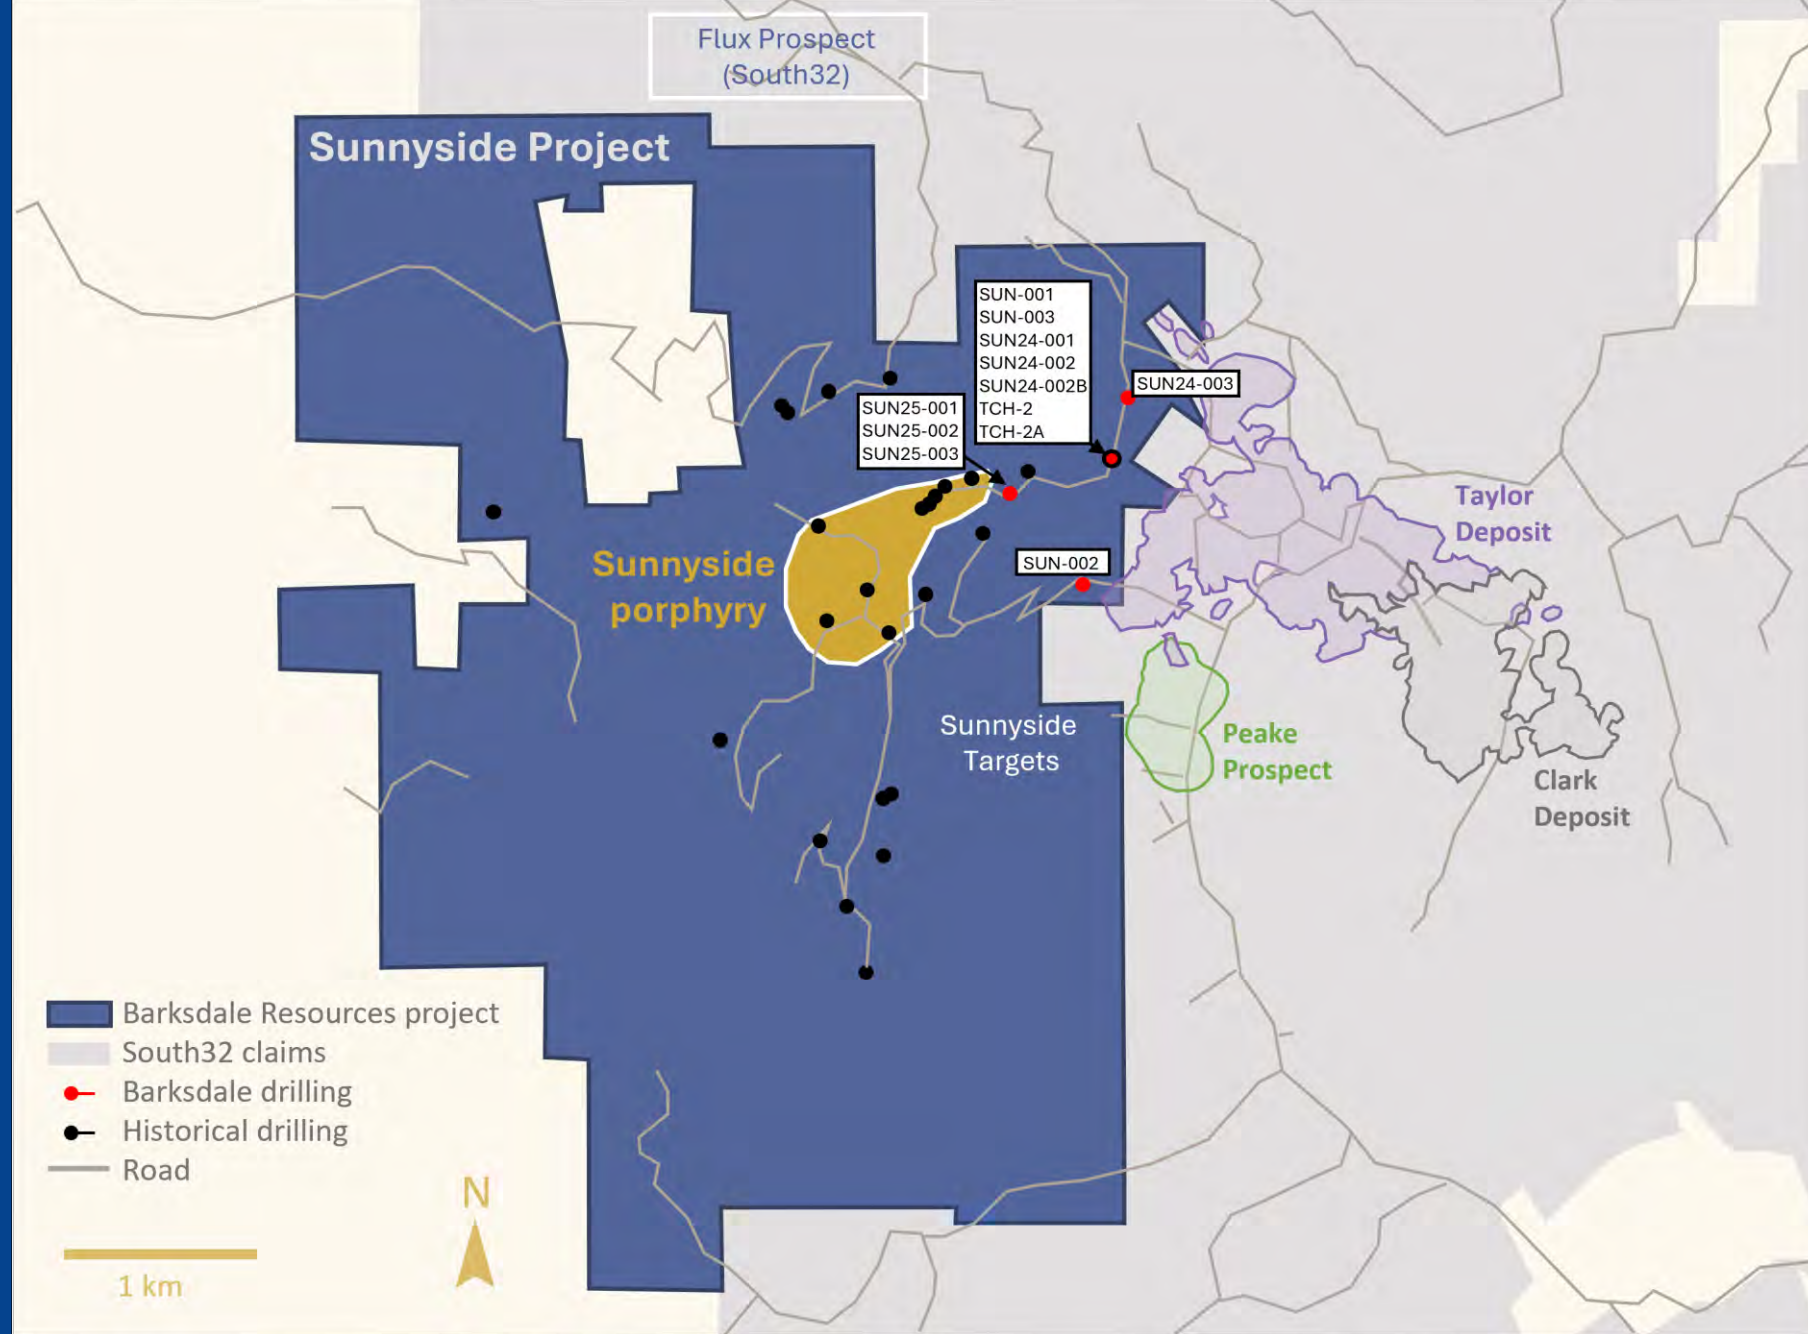 Flux Prospect
(South32)
Sunnyside Project
SUN-001
SUN-003
SUN24-001
SUN24-002
SUN24-002B
TCH-2
TCH-2A
SUN24-003
SUN25-001
SUN25-002
SUN25-003
Taylor
Deposit
Sunnyside
porphyry
SUN-002
Sunnyside
Targets
Peake
Prospect
Clark
Deposit
Barksdale Resources project
South32 claims
Barksdale drilling
Historical drilling
Road
N
1 km